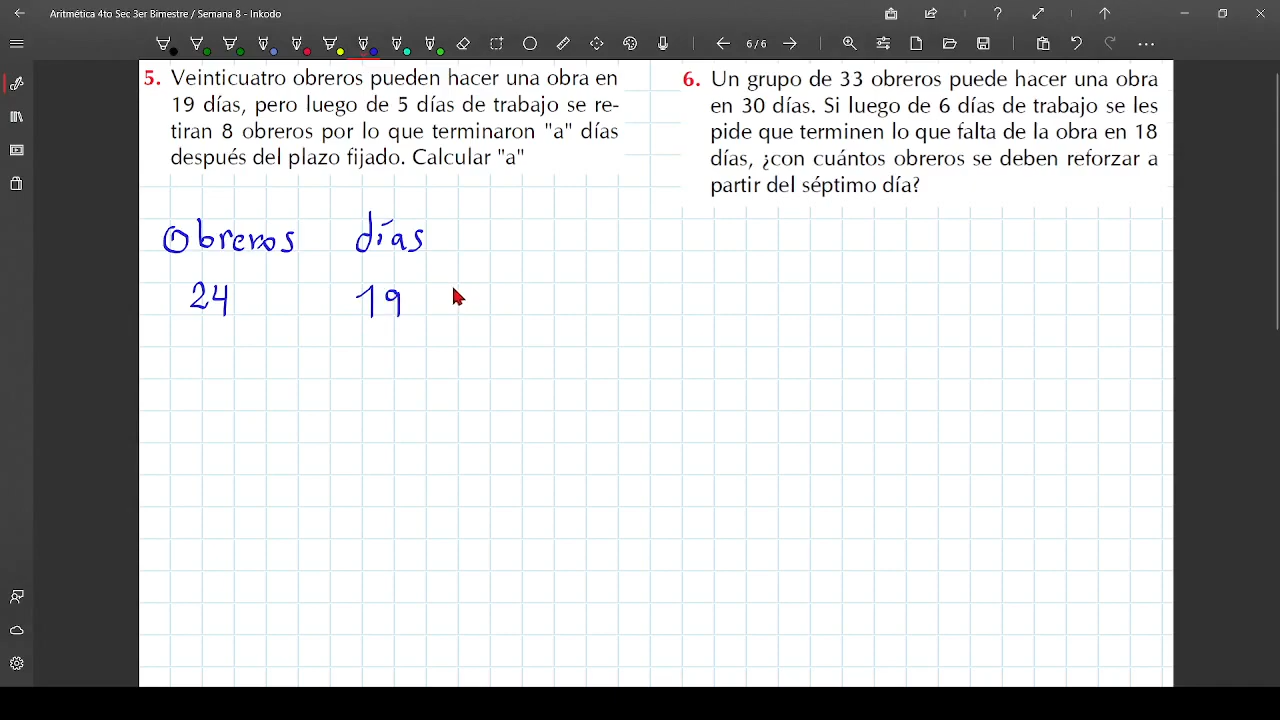 Aritmética 4to Sec 3er Bimestre / Semana 8 - Inkodo
6/6
5. Veinticuatro obreros pueden hacer una obra en
19 días, pero luego de 5 días de trabajo se re-
tiran 8 obreros por lo que terminaron "a" días
después del plazo fijado. Calcular "a"
Obreros días
24 19
6. Un grupo de 33 obreros puede hacer una obra
en 30 días. Si luego de 6 días de trabajo se les
pide que terminen lo que falta de la obra en 18
días, ¿con cuántos obreros se deben reforzar a
partir del séptimo día?